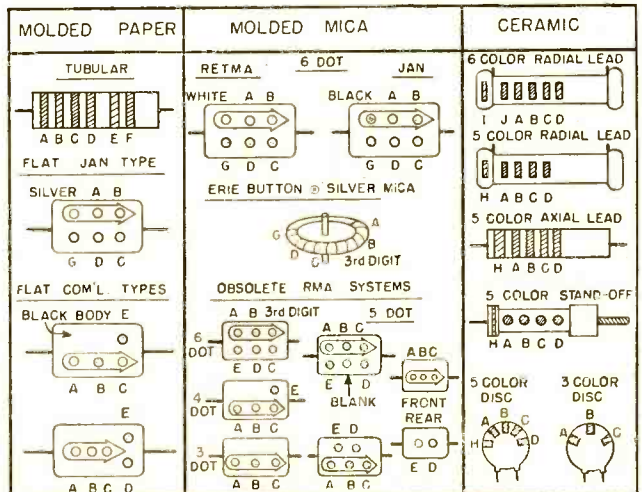 MOLDED PAPER
TUBULAR
A B C D E F
FLAT JAN TYPE
SILVER A B
G D C
FLAT COM'L. TYPES
BLACK BODY E
A B C
E
A B C D
MOLDED MICA
6 DOT
RETMA JAN
WHITE A B BLACK A B
G D C G D C
ERIE BUTTON ® SILVER MICA
G D C A B
3rd DIGIT
OBSOLETE RMA SYSTEMS
A B 3rd DIGIT 5 DOT
6 DOT
E D C
A B C
E D
BLANK
A B C
FRONT
REAR
E D
4 DOT
E
A B C
3 DOT
A B C
E D
A B C
CERAMIC
6 COLOR RADIAL LEAD
I J A B C D
5 COLOR RADIAL LEAD
H A B C D
5 COLOR AXIAL LEAD
H A B C D
5 COLOR STAND-OFF
H A B C D
5 COLOR DISC
H A B C D
3 COLOR DISC
A B C